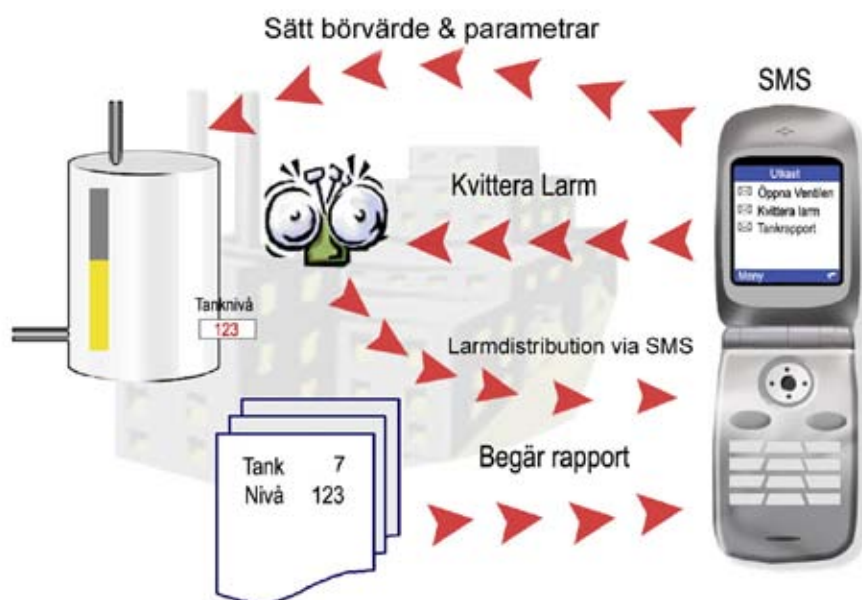 Sätt börvärde & parametrar
SMS
Utkast
Öppna Ventilen
Kvittera larm
Tankrapport
Meny
Kvittera Larm
Tanknivå
123
Larmdistribution via SMS
Begär rapport
Tank 7
Nivå 123